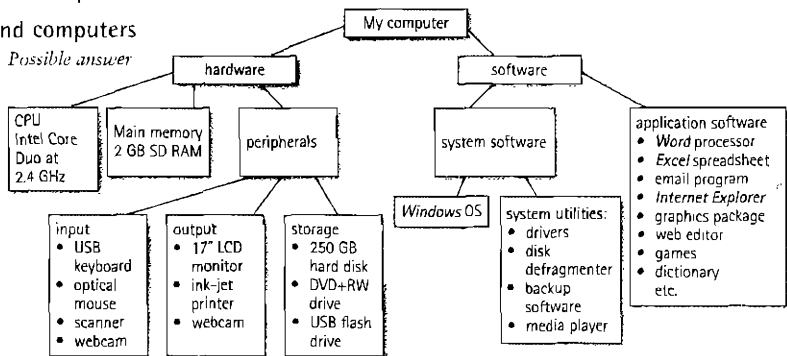 nd computers
Possible answer
My computer
hardware
software
CPU
Intel Core
Duo at
2.4 GHz
Main memory
2 GB SD RAM
peripherals
system software
application software
• Word processor
• Excel spreadsheet
• email program
• Internet Explorer
• graphics package
• web editor
• games
• dictionary
etc.
Windows OS
system utilities:
• drivers
• disk
defragmenter
• backup
software
• media player
input
• USB
keyboard
• optical
mouse
• scanner
• webcam
output
• 17" LCD
monitor
• ink-jet
printer
• webcam
storage
• 250 GB
hard disk
• DVD+RW
drive
• USB flash
drive